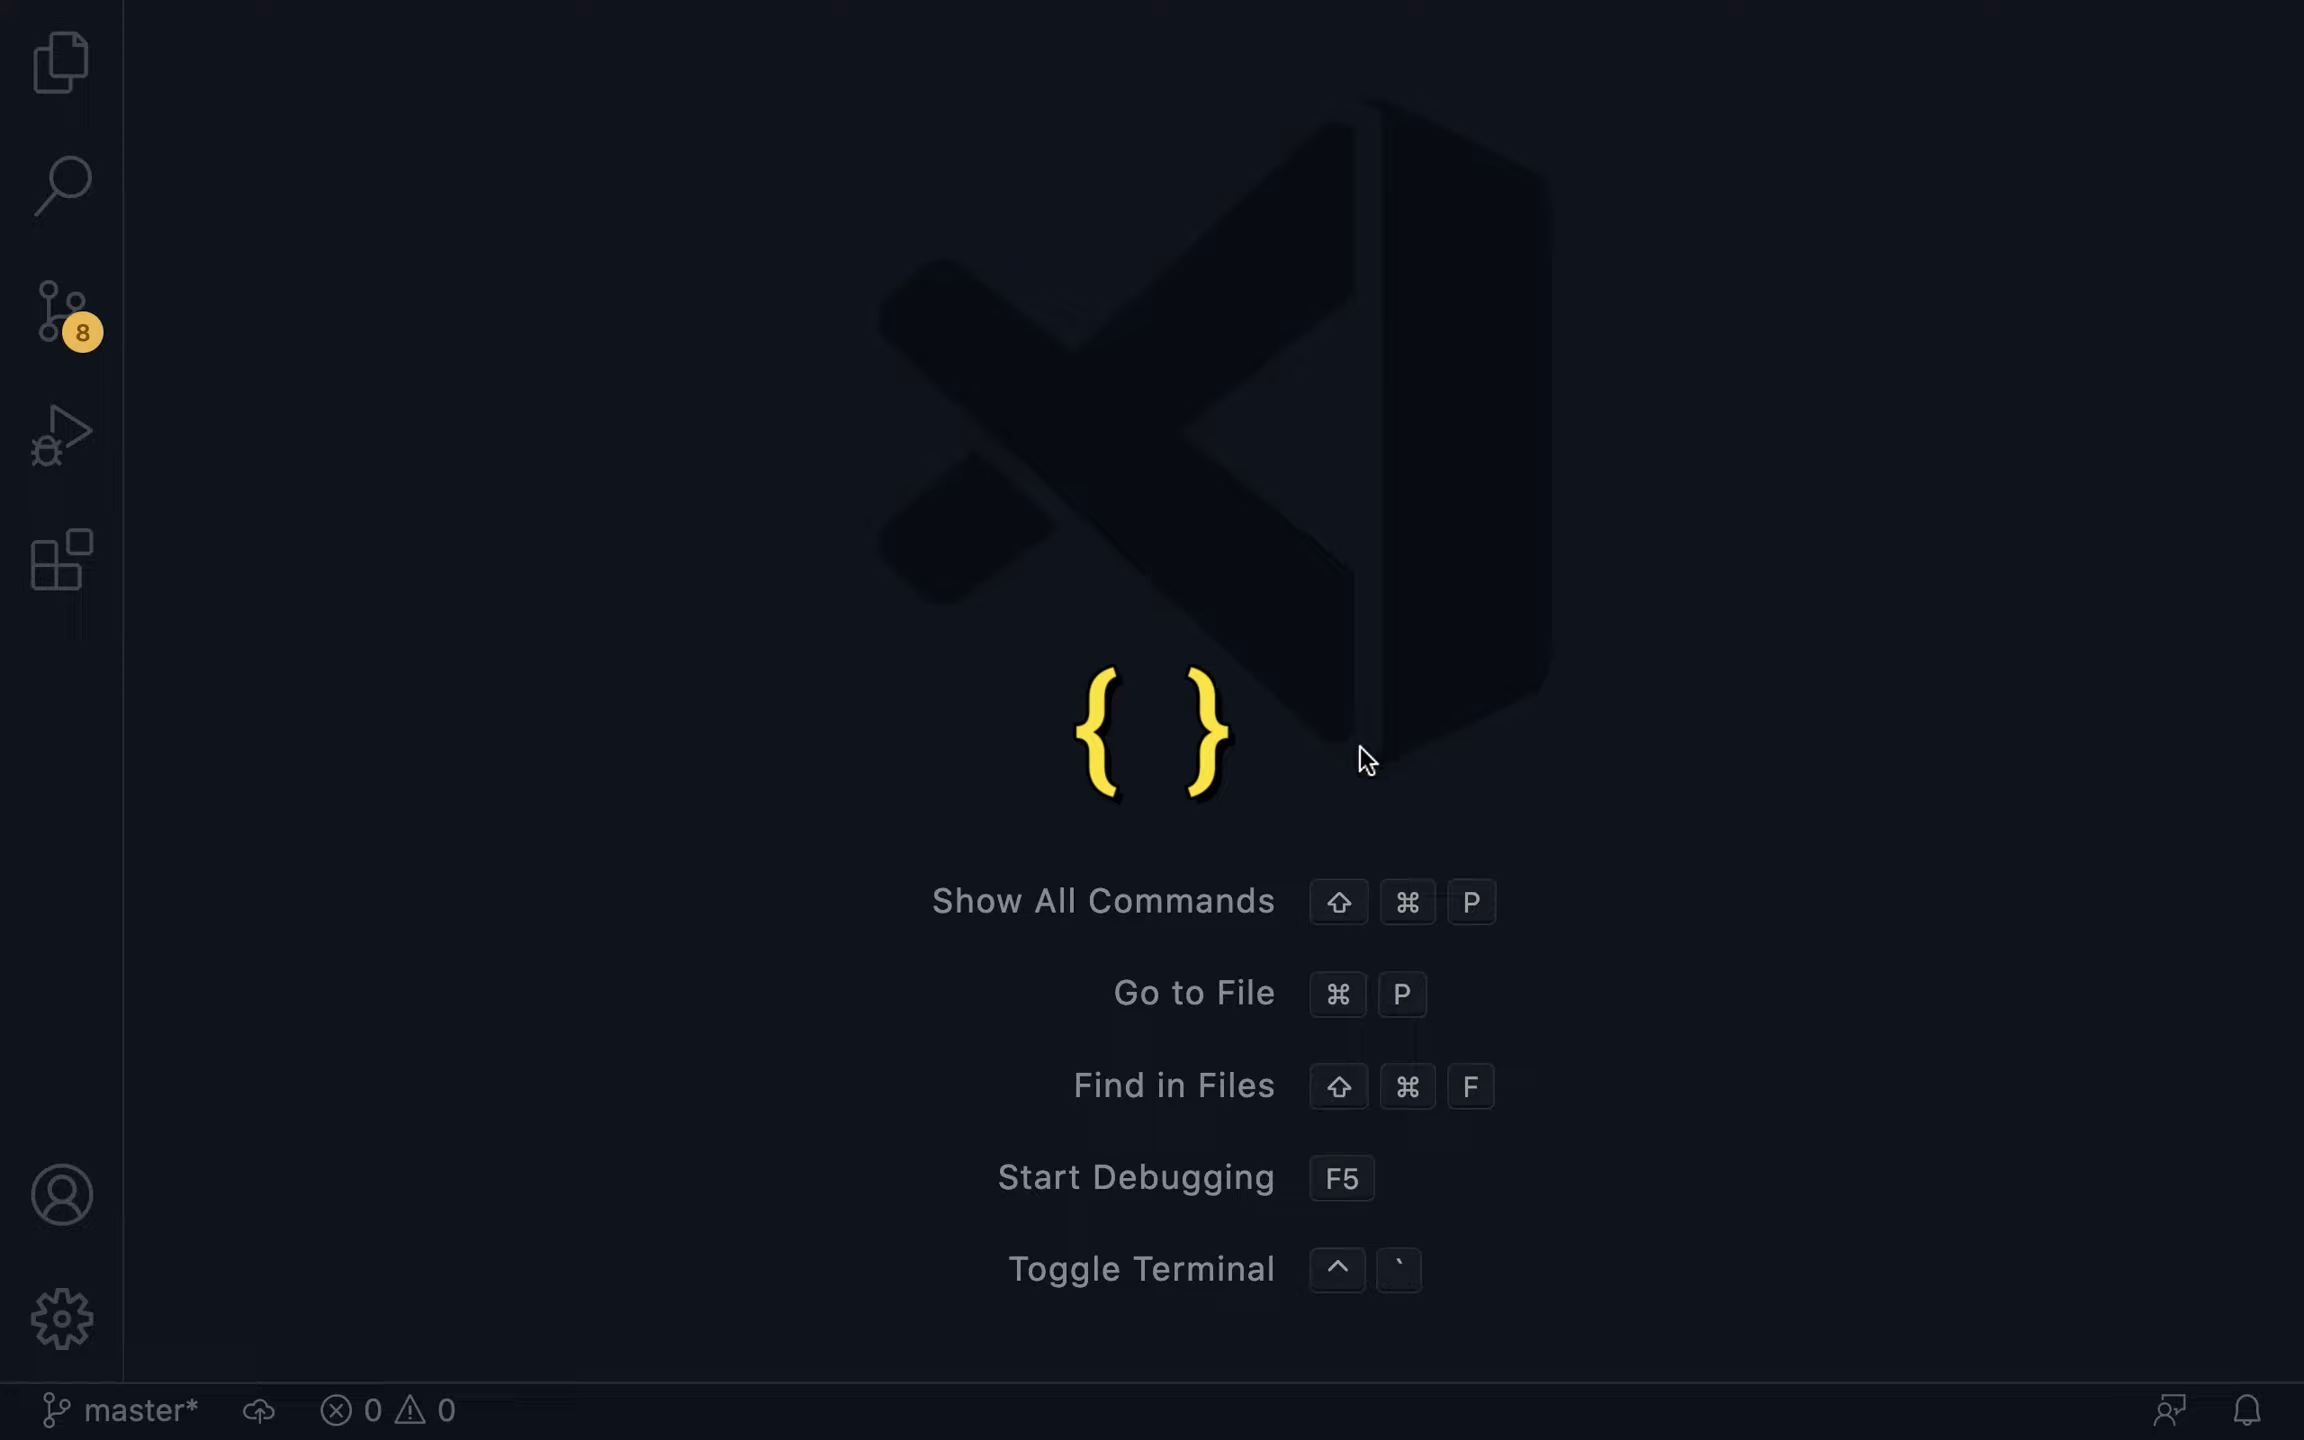 8
{ }
Show All Commands ⇧ ⌘ P
Go to File ⌘ P
Find in Files ⇧ ⌘ F
Start Debugging F5
Toggle Terminal ^ `
master* 0 0